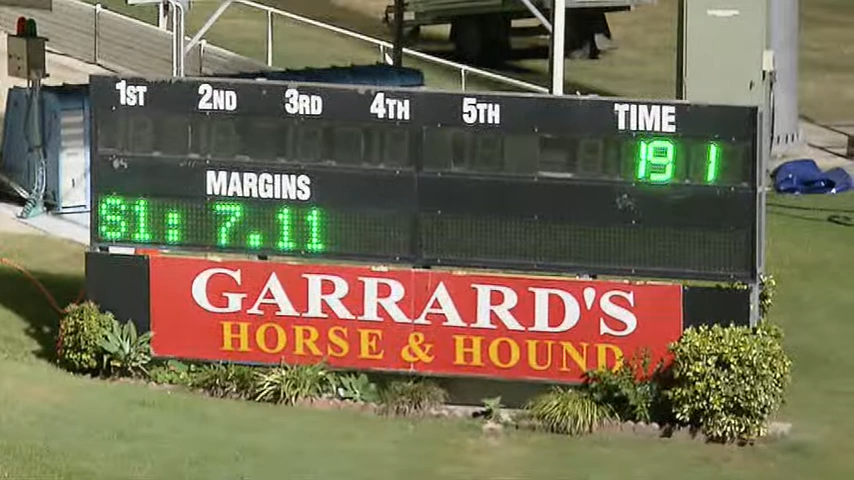 1ST 2ND 3RD 4TH 5TH TIME
19 1
MARGINS
S1: 7.11
GARRARD'S
HORSE & HOUND